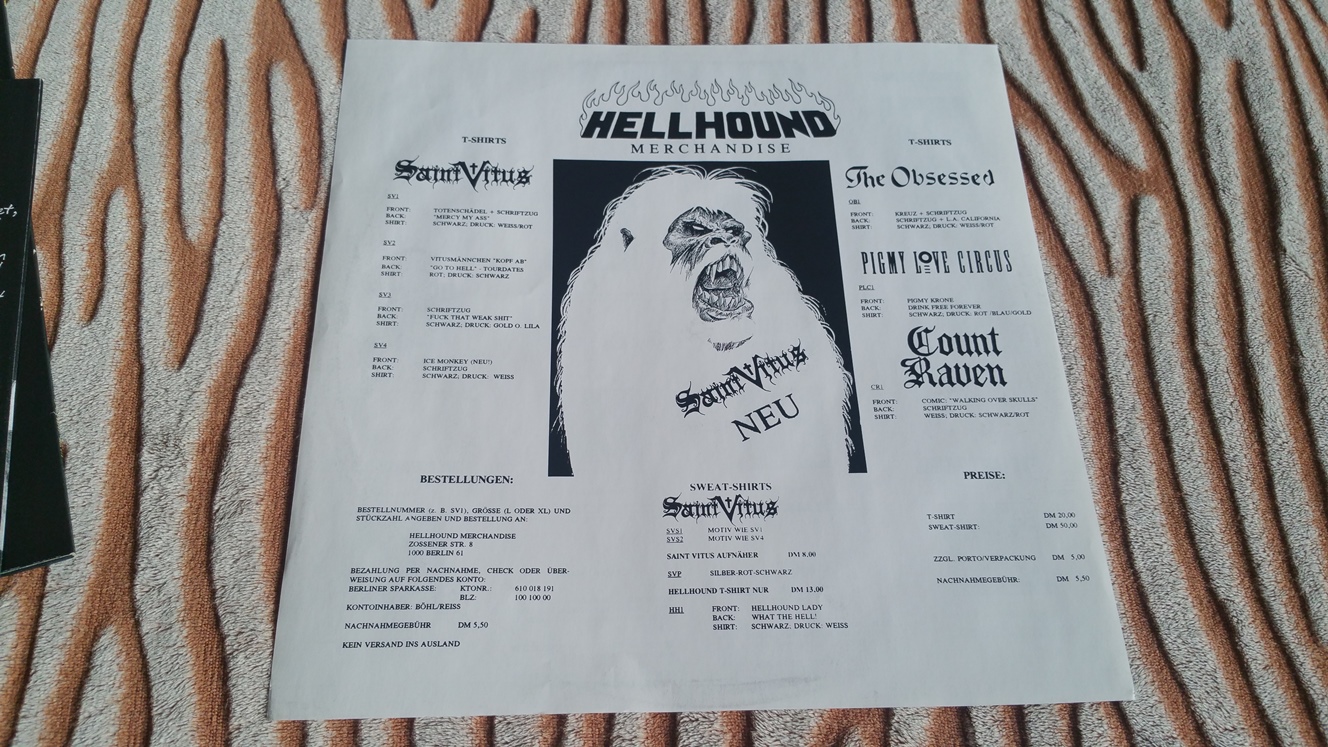 HELLHOUND
MERCHANDISE
T-SHIRTS
Saint Vitus
SV1
FRONT: TOTENSCHÄDEL + SCHRIFTZUG
BACK: "MERCY MY ASS"
SHIRT: SCHWARZ; DRUCK: WEISS/ROT
SV2
FRONT: VITUSMÄNNCHEN "KOPF AB"
BACK: "GO TO HELL" - TOURDATES
SHIRT: ROT; DRUCK: SCHWARZ
SV3
FRONT: SCHRIFTZUG
BACK: "FUCK THAT WEAK SHIT"
SHIRT: SCHWARZ; DRUCK: GOLD O. LILA
SV4
FRONT: ICE MONKEY (NEU!)
BACK: SCHRIFTZUG
SHIRT: SCHWARZ; DRUCK: WEISS
Saint Vitus
NEU
T-SHIRTS
The Obsessed
OB1
FRONT: KREUZ + SCHRIFTZUG
BACK: SCHRIFTZUG + L.A. CALIFORNIA
SHIRT: SCHWARZ; DRUCK: WEISS/ROT
PIGMY LOVE CIRCUS
PLC1
FRONT: PIGMY KRONE
BACK: DRINK FREE FOREVER
SHIRT: SCHWARZ; DRUCK: ROT /BLAU/GOLD
Count
Raven
CR1
FRONT: COMIC: "WALKING OVER SKULLS"
BACK: SCHRIFTZUG
SHIRT: WEISS; DRUCK: SCHWARZ/ROT
BESTELLUNGEN:
BESTELLNUMMER (z. B. SV1), GRÖSSE (L ODER XL) UND
STÜCKZAHL ANGEBEN UND BESTELLUNG AN:
HELLHOUND MERCHANDISE
ZOSSENER STR. 8
1000 BERLIN 61
BEZAHLUNG PER NACHNAHME, CHECK ODER ÜBER-
WEISUNG AUF FOLGENDES KONTO:
BERLINER SPARKASSE: KTONR.: 610 018 191
BLZ: 100 100 00
KONTOINHABER: BÖHL/REISS
NACHNAHMEGEBÜHR DM 5,50
KEIN VERSAND INS AUSLAND
SWEAT-SHIRTS
Saint Vitus
SVS1 MOTIV WIE SV1
SVS2 MOTIV WIE SV4
SAINT VITUS AUFNÄHER DM 8.00
SVP SILBER-ROT-SCHWARZ
HELLHOUND T-SHIRT NUR DM 13.00
HH1 FRONT: HELLHOUND LADY
BACK: WHAT THE HELL!
SHIRT: SCHWARZ; DRUCK: WEISS
PREISE:
T-SHIRT DM 20,00
SWEAT-SHIRT: DM 50,00
ZZGL. PORTO/VERPACKUNG DM 5,00
NACHNAHMEGEBÜHR: DM 5,50